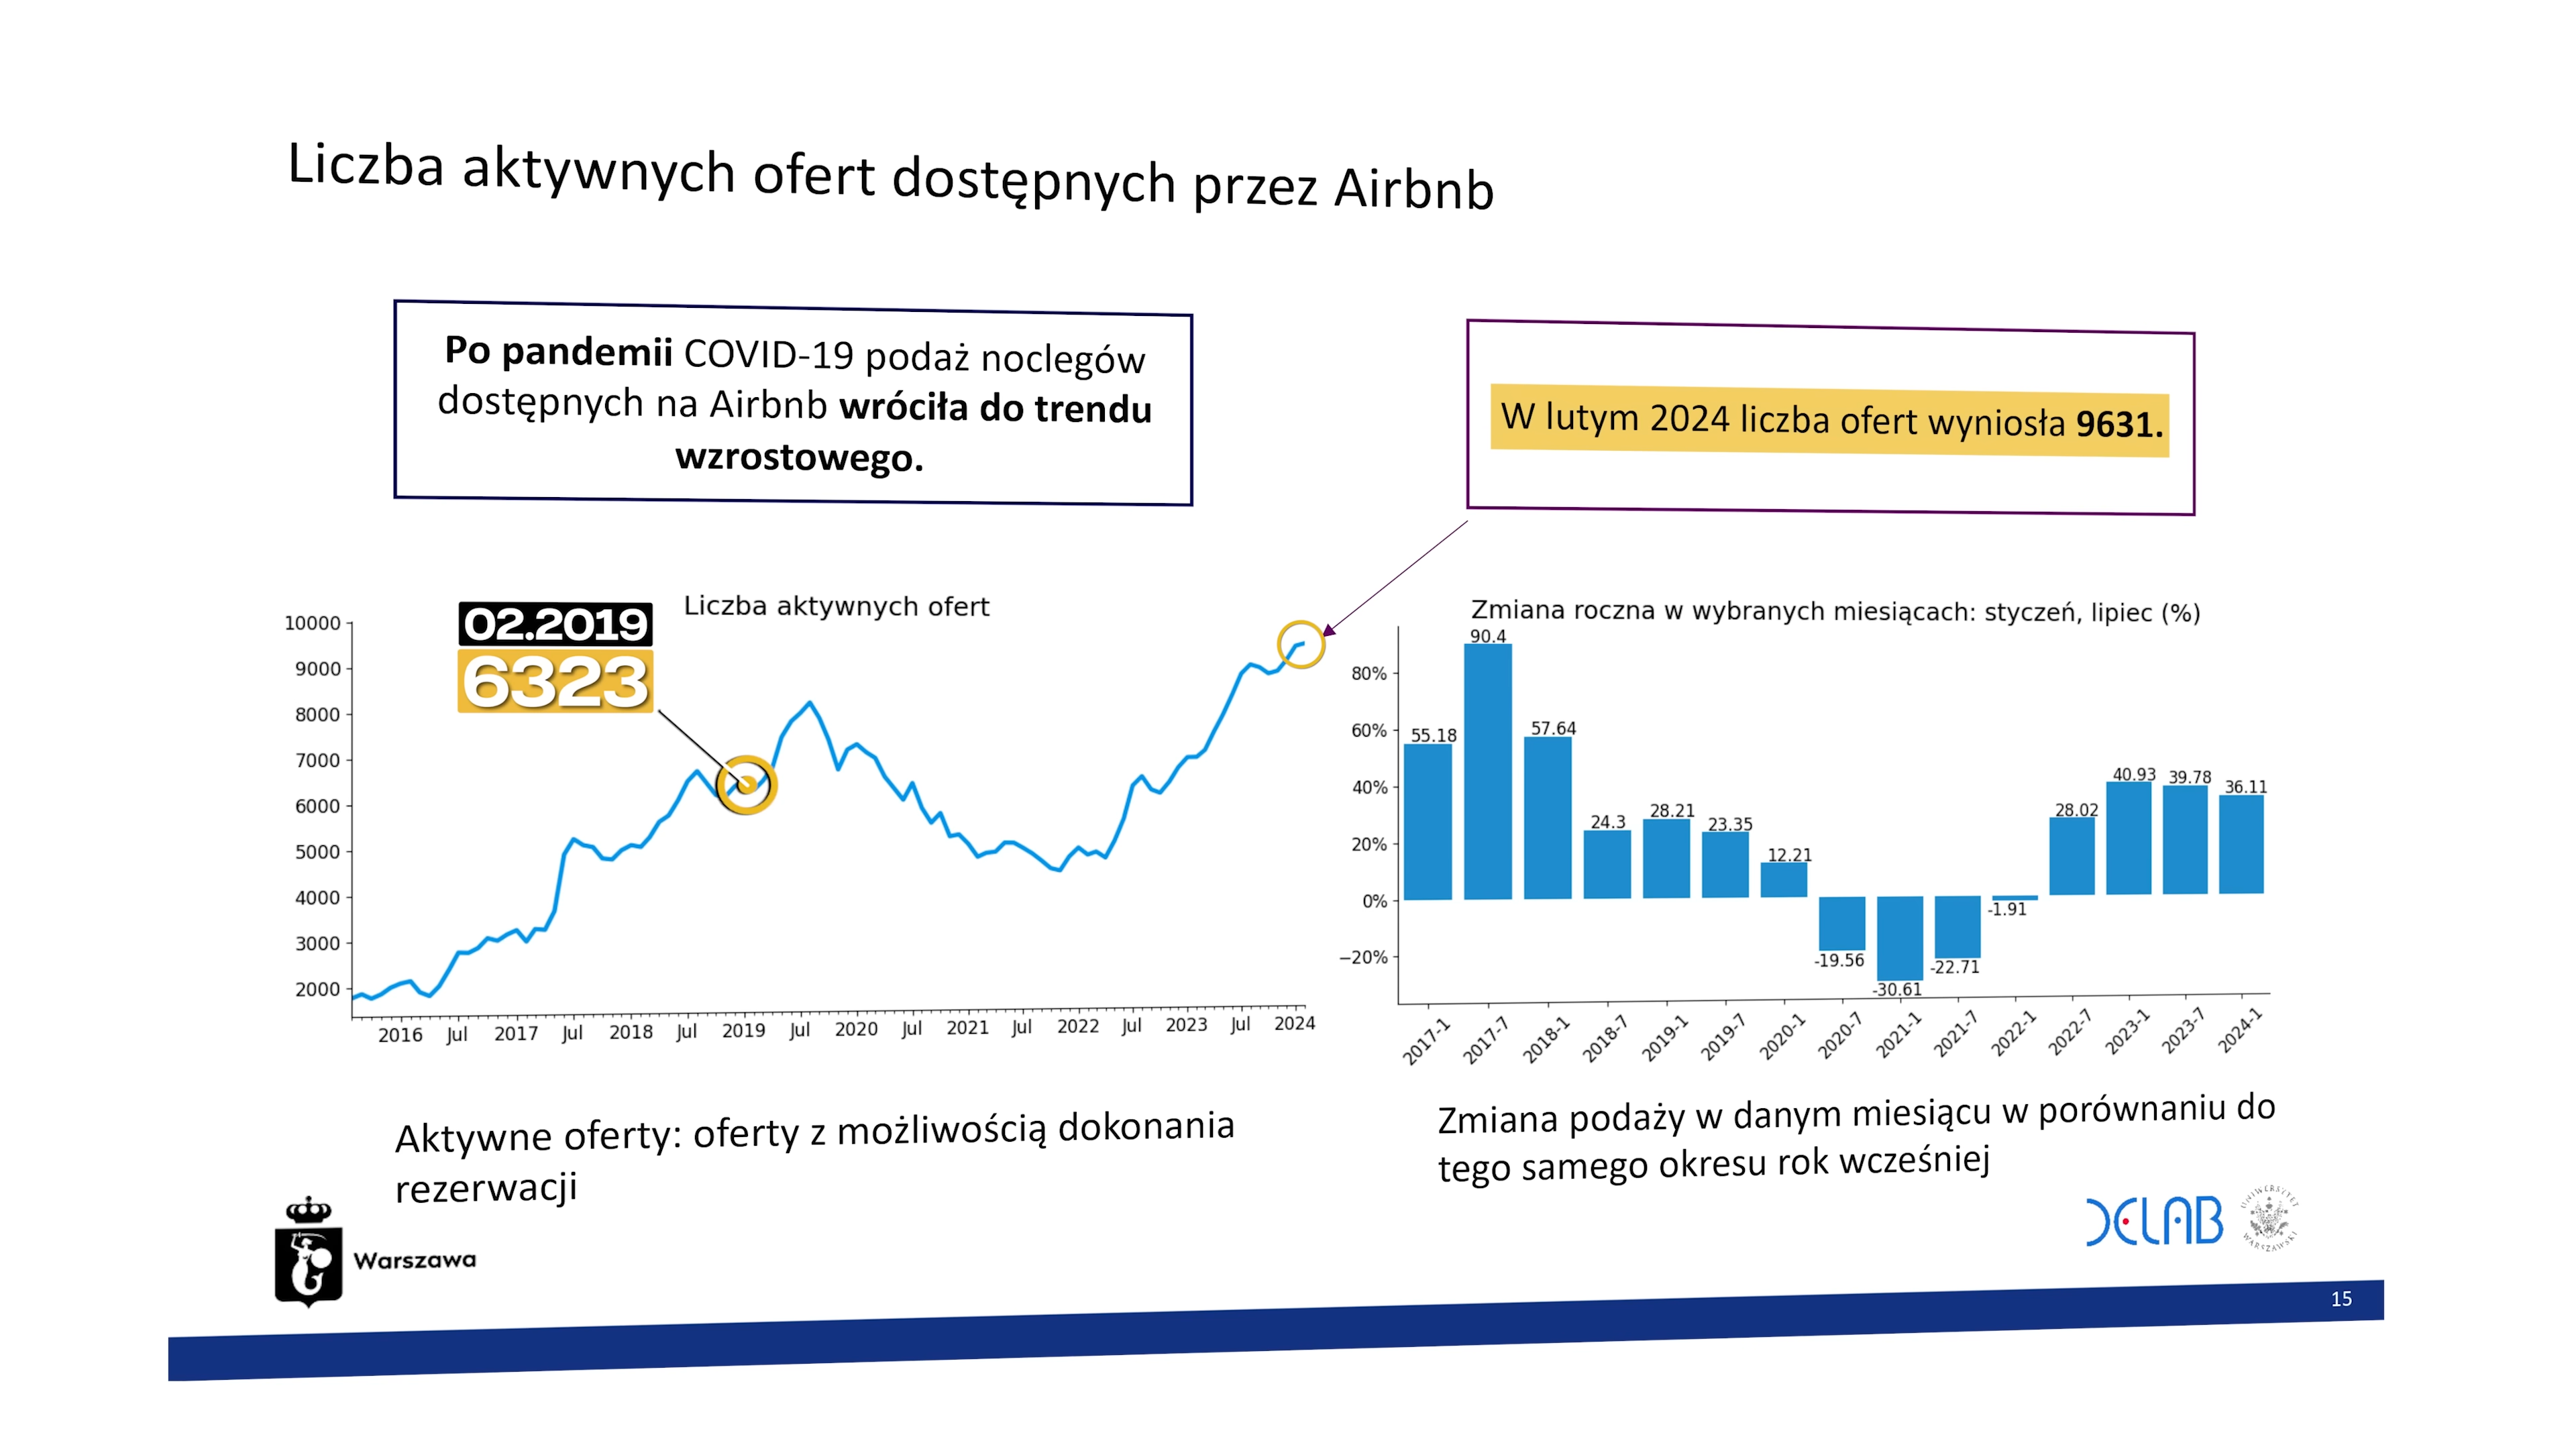 Liczba aktywnych ofert dostępnych przez Airbnb
Po pandemii COVID-19 podaż noclegów
dostępnych na Airbnb wróciła do trendu
wzrostowego.
W lutym 2024 liczba ofert wyniosła 9631.
02.2019
6323
Liczba aktywnych ofert
10000
9000
8000
7000
6000
5000
4000
3000
2000
2016 Jul 2017 Jul 2018 Jul 2019 Jul 2020 Jul 2021 Jul 2022 Jul 2023 Jul 2024
Aktywne oferty: oferty z możliwością dokonania
rezerwacji
Zmiana roczna w wybranych miesiącach: styczeń, lipiec (%)
80%
60%
40%
20%
0%
−20%
55.18 90.4 57.64 24.3 28.21 23.35 12.21 -19.56 -30.61 -22.71 -1.91 28.02 40.93 39.78 36.11
2017-1 2017-7 2018-1 2018-7 2019-1 2019-7 2020-1 2020-7 2021-1 2021-7 2022-1 2022-7 2023-1 2023-7 2024-1
Zmiana podaży w danym miesiącu w porównaniu do
tego samego okresu rok wcześniej
Warszawa
DELAB
UNIWERSYTET
WARSZAWSKI
15